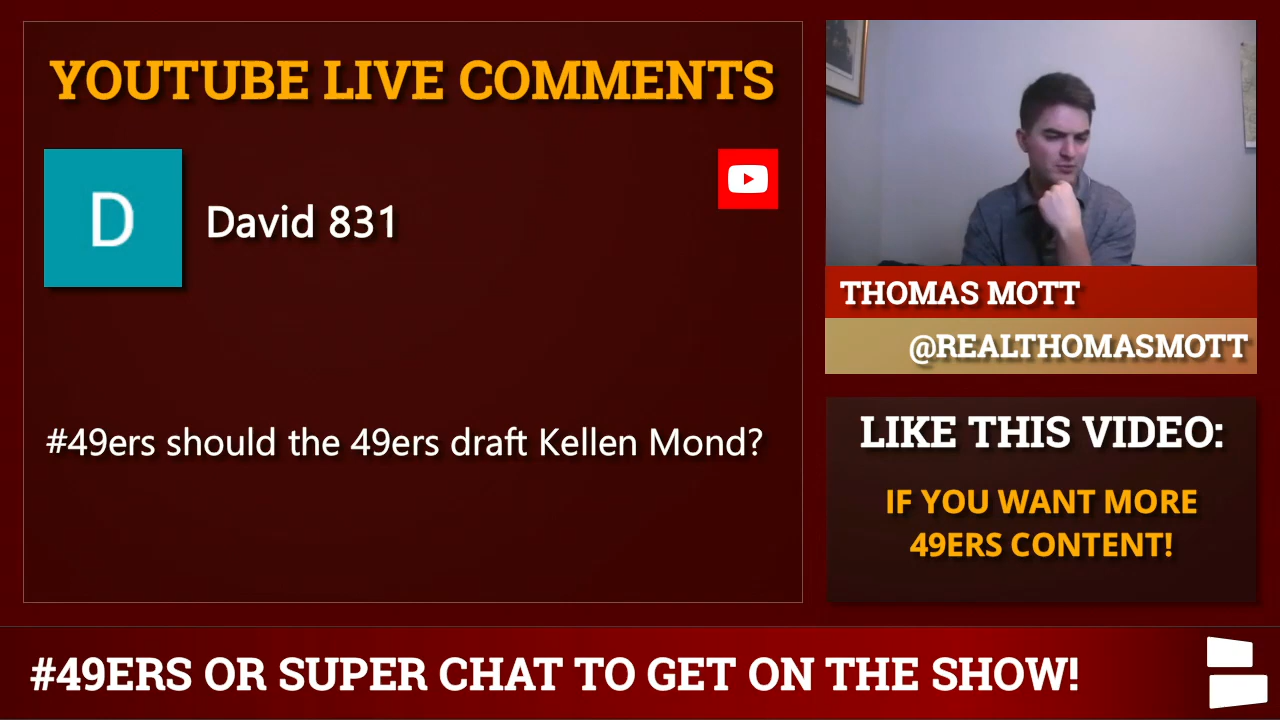 YOUTUBE LIVE COMMENTS
D
David 831
#49ers should the 49ers draft Kellen Mond?
THOMAS MOTT
@REALTHOMASMOTT
LIKE THIS VIDEO:
IF YOU WANT MORE
49ERS CONTENT!
#49ERS OR SUPER CHAT TO GET ON THE SHOW!